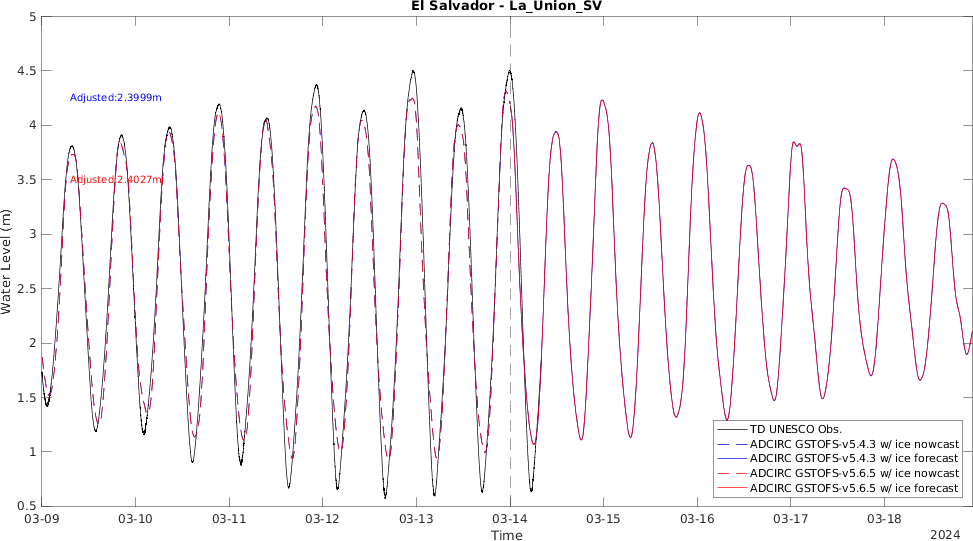 El Salvador - La_Union_SV
5
4.5
4
3.5
3
2.5
2
1.5
1
0.5
Water Level (m)
Adjusted:2.3999m
Adjusted:2.4027m
TD UNESCO Obs.
ADCIRC GSTOFS-v5.4.3 w/ ice nowcast
ADCIRC GSTOFS-v5.4.3 w/ ice forecast
ADCIRC GSTOFS-v5.6.5 w/ ice nowcast
ADCIRC GSTOFS-v5.6.5 w/ ice forecast
03-09 03-10 03-11 03-12 03-13 03-14 03-15 03-16 03-17 03-18
Time
2024